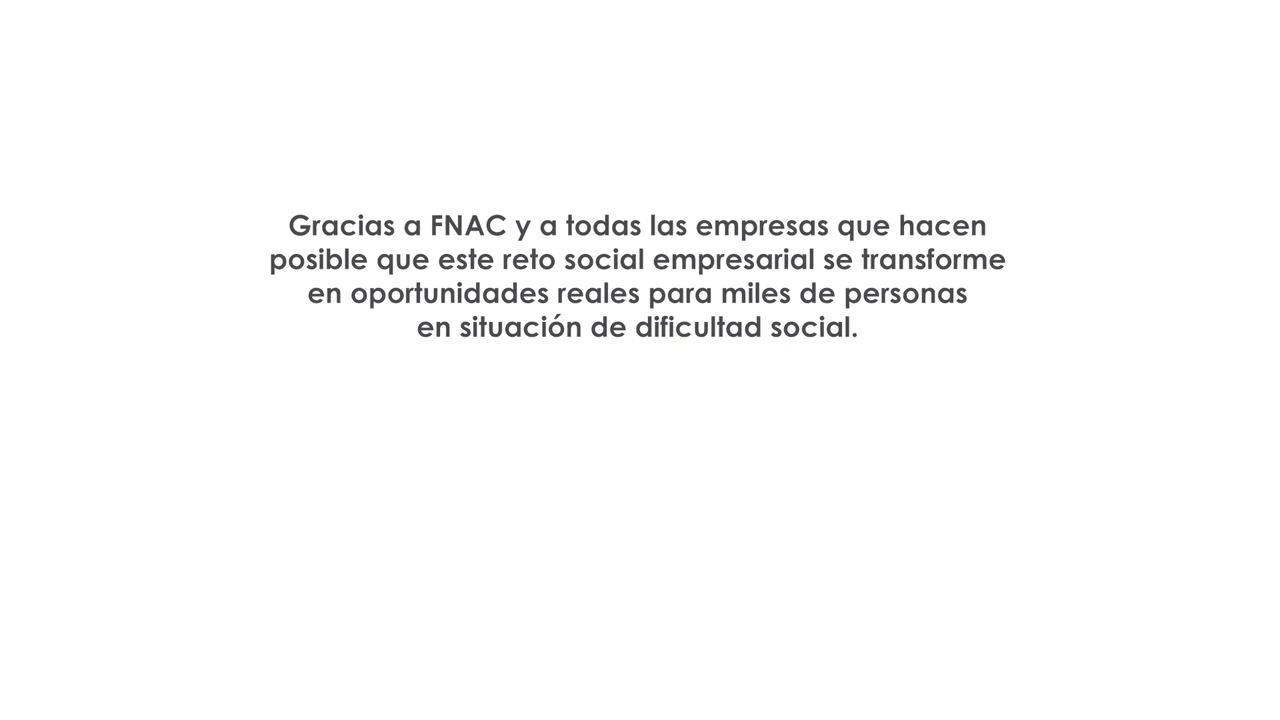 Gracias a FNAC y a todas las empresas que hacen
posible que este reto social empresarial se transforme
en oportunidades reales para miles de personas
en situación de dificultad social.